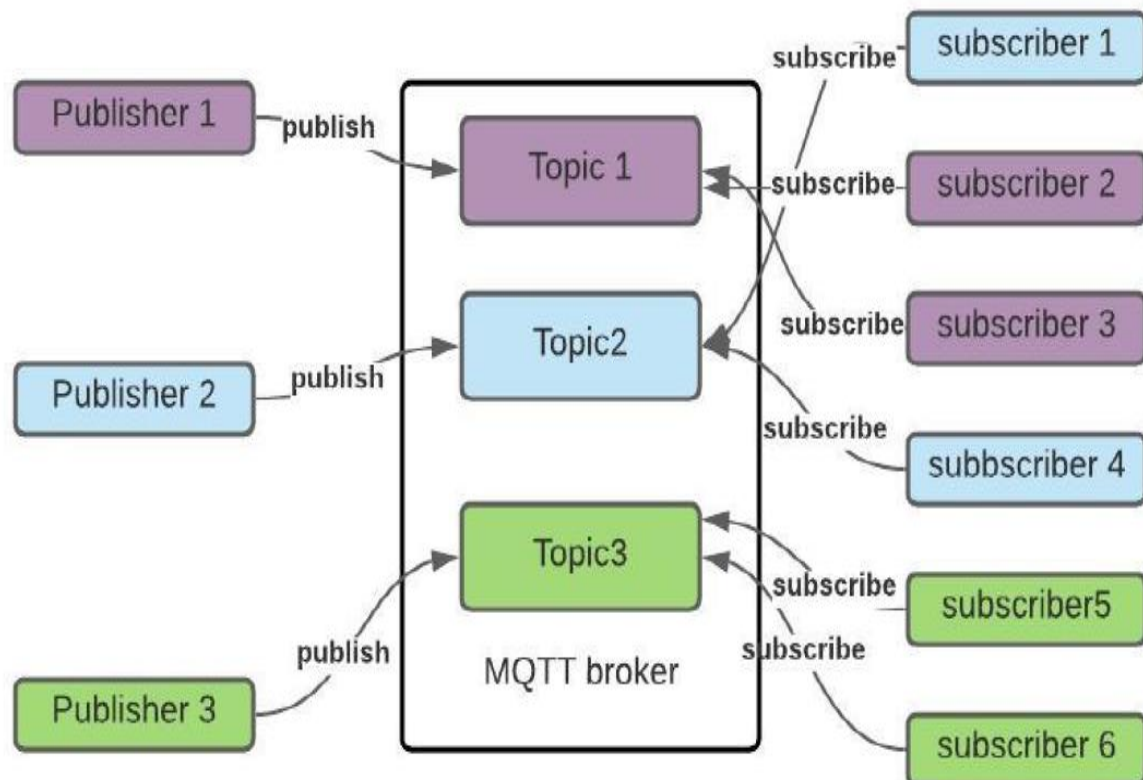 subscriber 1
subscribe
Publisher 1
publish
Topic 1
subscribe
subscriber 2
subscribe
subscriber 3
Topic2
Publisher 2
publish
subscribe
subbscriber 4
Topic3
subscribe
subscriber5
publish
subscribe
MQTT broker
Publisher 3
subscriber 6